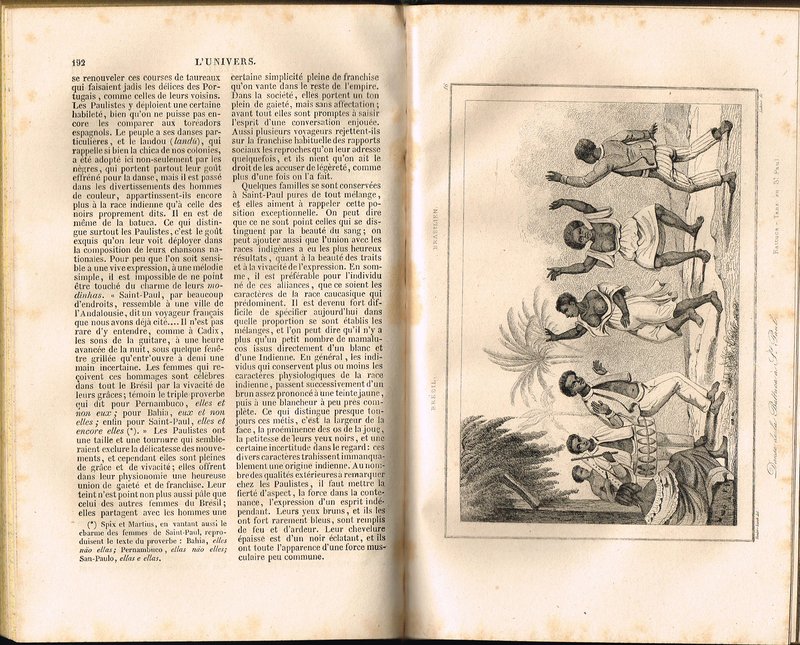 192
L'UNIVERS.
se renouveler ces courses de taureaux
qui faisaient jadis les délices des Por-
tugais, comme celles de leurs voisins.
Les Paulistes y déploient une certaine
habileté, bien qu'on ne puisse pas en-
core les comparer aux toréadors
espagnols. Le peuple a ses danses par-
ticulières, et le landou (landú), qui
rappelle si bien la chica de nos colonies,
a été adopté ici non-seulement par les
nègres, qui portent partout leur goût
effréné pour la danse, mais il est passé
dans les divertissements des hommes
de couleur, appartinssent-ils encore
plus à la race indienne qu'à celle des
noirs proprement dits. Il en est de
même de la batuca. Ce qui distin-
gue surtout les Paulistes, c'est le goût
exquis qu'on leur voit déployer dans
la composition de leurs chansons na-
tionales. Pour peu que l'on soit sensi-
ble a une vive expression, à une mélodie
simple, il est impossible de ne point
être touché du charme de leurs mo-
dinhas. « Saint-Paul, par beaucoup
d'endroits, ressemble à une ville de
l'Andalousie, dit un voyageur français
que nous avons déjà cité.... Il n'est pas
rare d'y entendre, comme à Cadix,
les sons de la guitare, à une heure
avancée de la nuit, sous quelque fenê-
tre grillée qu'entr'ouvre à demi une
main incertaine. Les femmes qui re-
çoivent ces hommages sont célèbres
dans tout le Brésil par la vivacité de
leurs grâces; témoin le triple proverbe
qui dit pour Pernambuco, elles et
non eux; pour Bahia, eux et non
elles; enfin pour Saint-Paul, elles et
encore elles (*). » Les Paulistes ont
une taille et une tournure qui semble-
raient exclure la délicatesse des mouve-
ments, et cependant elles sont pleines
de grâce et de vivacité; elles offrent
dans leur physionomie une heureuse
union de gaieté et de franchise. Leur
teint n'est point non plus aussi pâle que
celui des autres femmes du Brésil;
elles partagent avec les hommes une
(*) Spix et Martius, en vantant aussi le
charme des femmes de Saint-Paul, repro-
duisent le texte du proverbe : Bahia, elles
não ellas; Pernambuco, ellas não elles;
San-Paulo, ellas e ellas.
certaine simplicité pleine de franchise
qu'on vante dans le reste de l'empire.
Dans la société, elles portent un ton
plein de gaieté, mais sans affectation;
avant tout elles sont promptes à saisir
l'esprit d'une conversation enjouée.
Aussi plusieurs voyageurs rejettent-ils
sur la franchise habituelle des rapports
sociaux les reproches qu'on leur adresse
quelquefois, et ils nient qu'on ait le
droit de les accuser de légèreté, comme
plus d'une fois on l'a fait.
Quelques familles se sont conservées
à Saint-Paul pures de tout mélange,
et elles aiment à rappeler cette po-
sition exceptionnelle. On peut dire
que ce ne sont point celles qui se dis-
tinguent par la beauté du sang; on
peut ajouter aussi que l'union avec les
races indigènes a eu les plus heureux
résultats, quant à la beauté des traits
et à la vivacité de l'expression. En som-
me, il est préférable pour l'individu
né de ces alliances, que ce soient les
caractères de la race caucasique qui
prédominent. Il est devenu fort dif-
ficile de spécifier aujourd'hui dans
quelle proportion se sont établis les
mélanges, et l'on peut dire qu'il n'y a
plus qu'un petit nombre de mamalu-
cos issus directement d'un blanc et
d'une Indienne. En général, les indi-
vidus qui conservent plus ou moins les
caractères physiologiques de la race
indienne, passent successivement d'un
brun assez prononcé à une teinte jaune,
puis à une blancheur à peu près com-
plète. Ce qui distingue presque tou-
jours ces métis, c'est la largeur de la
face, la proéminence des os de la joue,
la petitesse de leurs yeux noirs, et une
certaine incertitude dans le regard: ces
divers caractères trahissent immanqua-
blement une origine indienne. Au nom-
bre des qualités extérieures à remarquer
chez les Paulistes, il faut mettre la
fierté d'aspect, la force dans la conte-
nance, l'expression d'un esprit indé-
pendant. Leurs yeux bruns, et ils les
ont fort rarement bleus, sont remplis
de feu et d'ardeur. Leur chevelure
épaisse est d'un noir éclatant, et ils
ont toute l'apparence d'une force mus-
culaire peu commune.
BRÉSIL.
BRASILIEN.